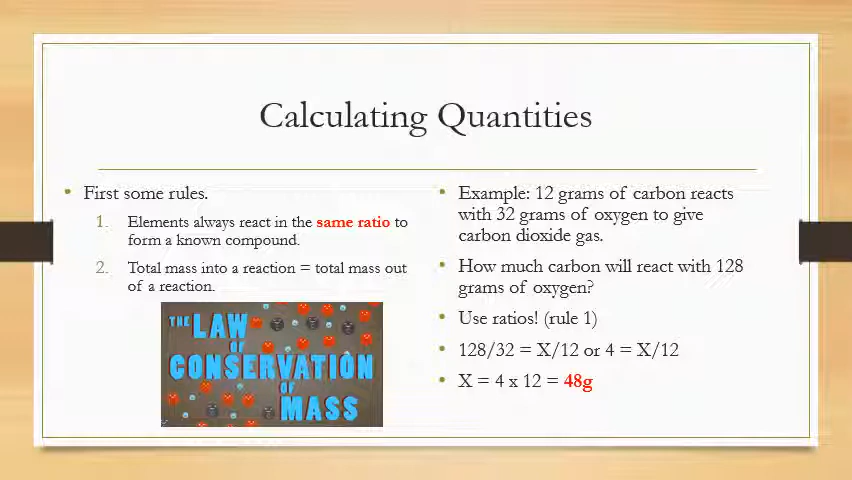 Calculating Quantities
• First some rules.
1. Elements always react in the same ratio to
form a known compound.
2. Total mass into a reaction = total mass out
of a reaction.
THE LAW
OF
CONSERVATION
OF
MASS
• Example: 12 grams of carbon reacts
with 32 grams of oxygen to give
carbon dioxide gas.
• How much carbon will react with 128
grams of oxygen?
• Use ratios! (rule 1)
• 128/32 = X/12 or 4 = X/12
• X = 4 x 12 = 48g